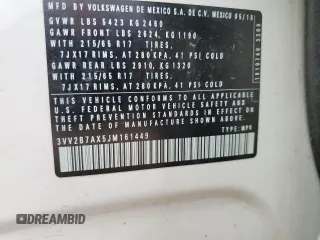 MFD BY VOLKSWAGEN DE MEXICO S.A. DE C.V. MEXICO 05/18
GVWR LBS 5423 KG 2460
GAWR FRONT LBS 2624, KG 1190
WITH 215/65 R17 TIRES,
7JX17 RIMS, AT 280 KPA, 41 PSI COLD
GAWR REAR LBS 2910, KG 1320
WITH 215/65 R17 TIRES,
7JX17 RIMS, AT 280 KPA, 41 PSI COLD
THIS VEHICLE CONFORMS TO ALL APPLICABLE
FEDERAL MOTOR VEHICLE SAFETY, BUMPER, AND
THEFT PREVENTION STANDARDS IN EFFECT
ON THE DATE OF MANUFACTURE SHOWN ABOVE.
3VV2B7AX5JM161449
TYPE: MPV
DREAMBID
DREAMBID.COM